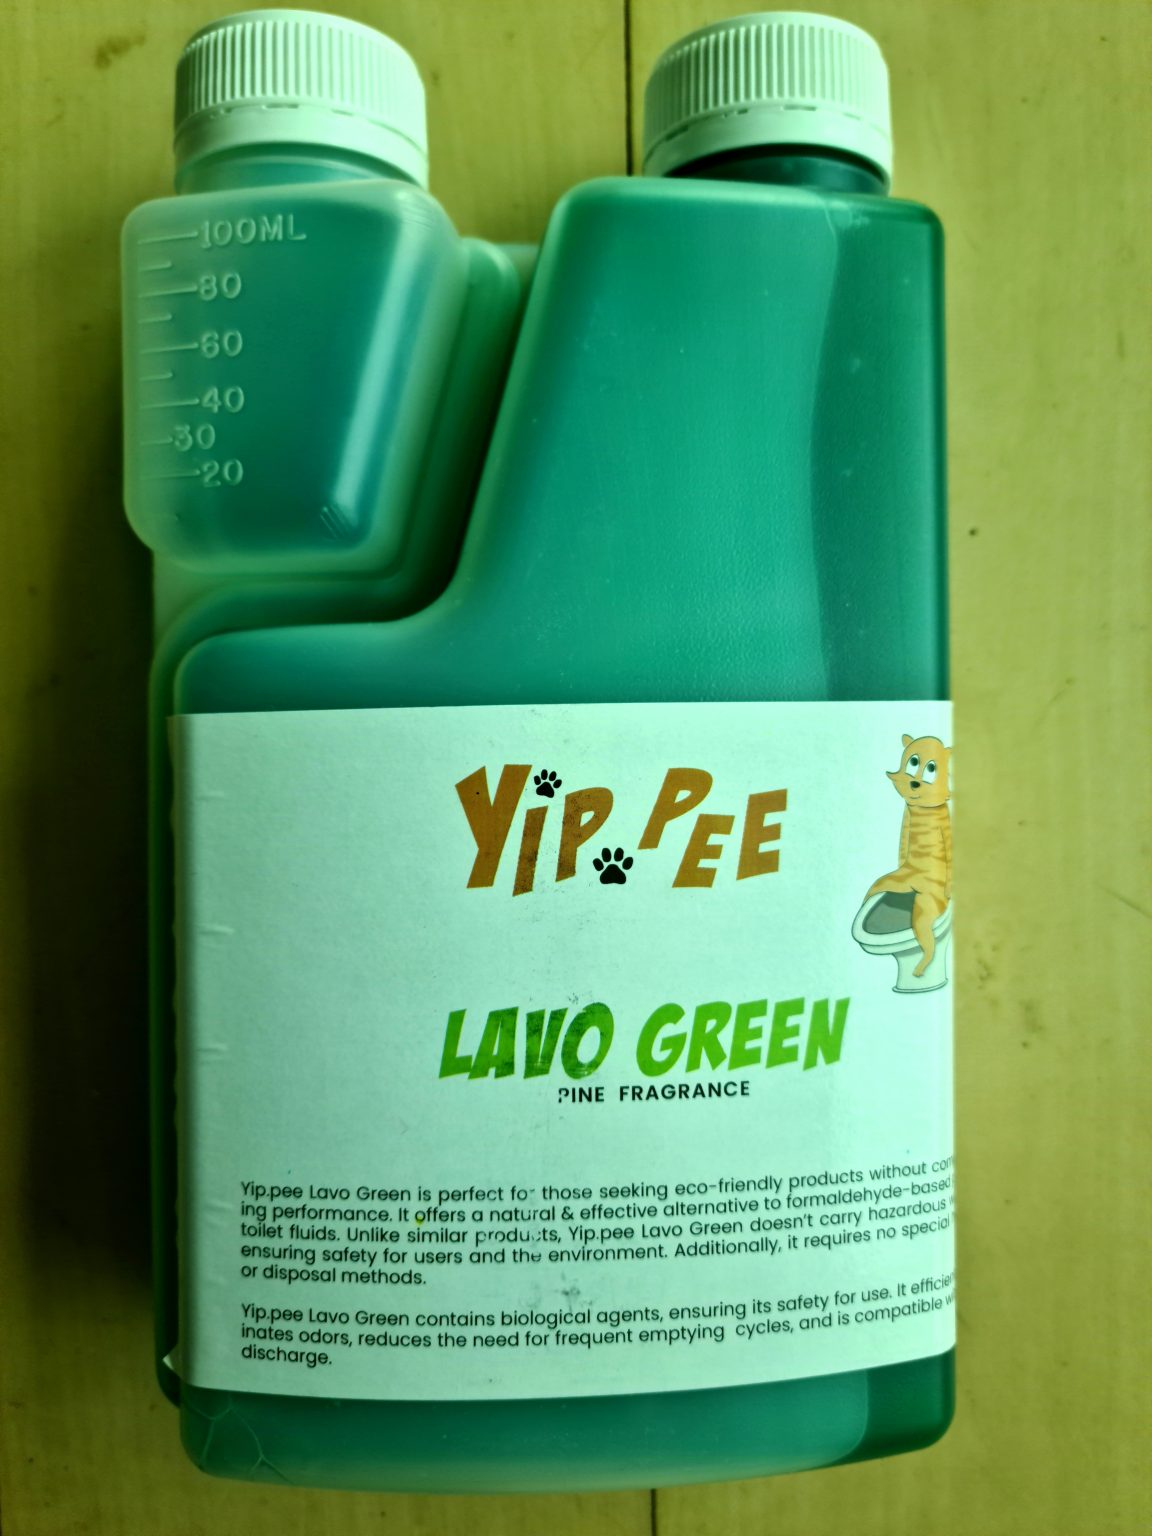 100ML
80
60
40
30
20
Yip.PEE
LAVO GREEN
PINE FRAGRANCE
Yip.pee Lavo Green is perfect for those seeking eco-friendly products without
ing performance. It offers a natural & effective alternative to formaldehyde-based
toilet fluids. Unlike similar products, Yip.pee Lavo Green doesn't carry hazardous
ensuring safety for users and the environment. Additionally, it requires no special
or disposal methods.
Yip.pee Lavo Green contains biological agents, ensuring its safety for use. It
inates odors, reduces the need for frequent emptying cycles, and is compatible
discharge.